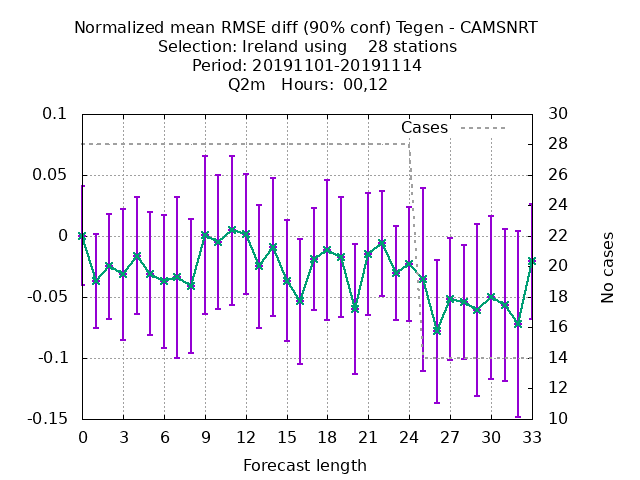 Normalized mean RMSE diff (90% conf) Tegen - CAMSNRT
Selection: Ireland using    28 stations
Period: 20191101-20191114
Q2m   Hours:  00,12
Cases
0.1
0.05
0
-0.05
-0.1
-0.15
30
28
26
24
22
20
18
16
14
12
10
No cases
0 3 6 9 12 15 18 21 24 27 30 33
Forecast length